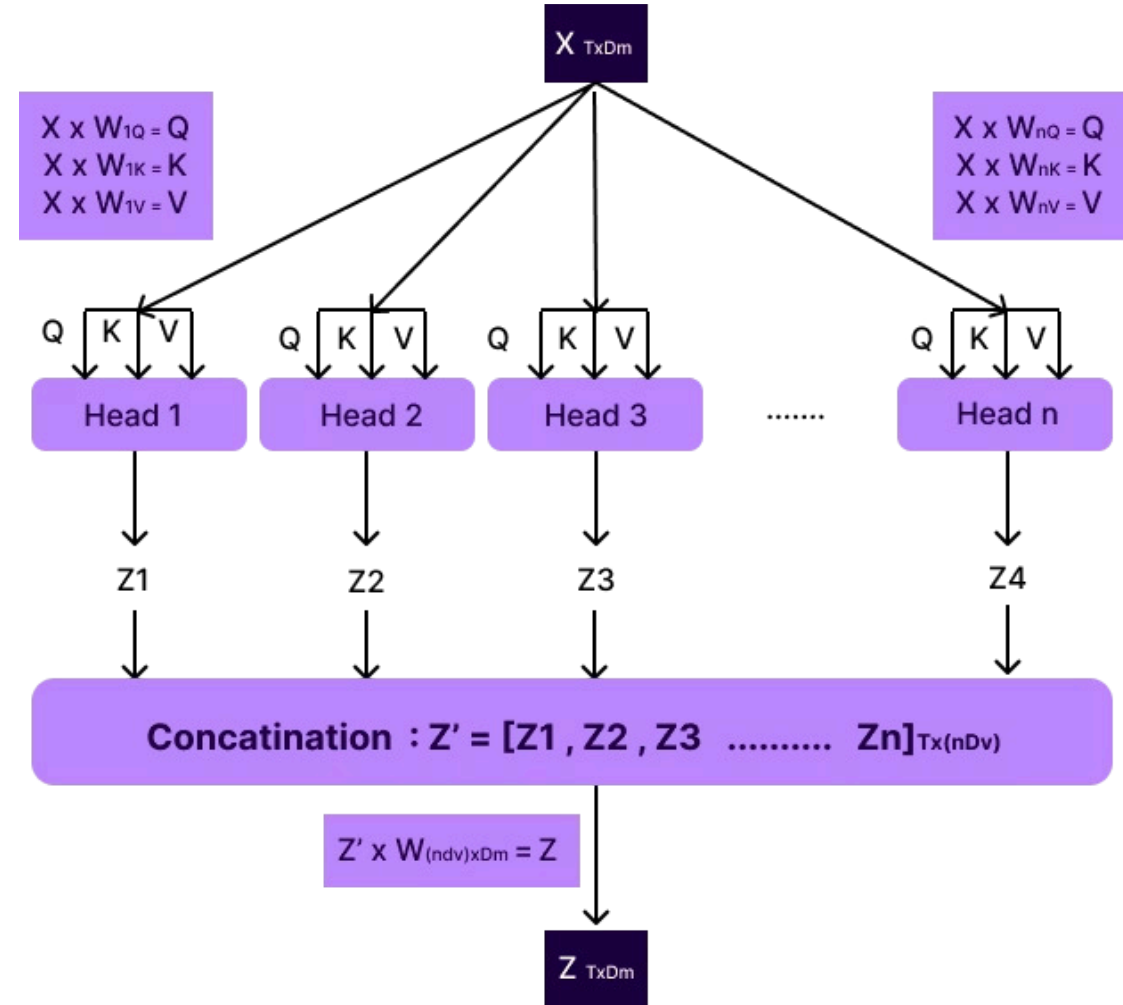 X TxDm
X x W1Q = Q
X x W1K = K
X x W1V = V
X x WnQ = Q
X x WnK = K
X x WnV = V
Q K V
Q K V
Q K V
Q K V
Head 1
Head 2
Head 3
.......
Head n
Z1
Z2
Z3
Z4
Concatination : Z’ = [Z1 , Z2 , Z3 .......... Zn]Tx(nDv)
Z’ x W(ndv)xDm = Z
Z TxDm